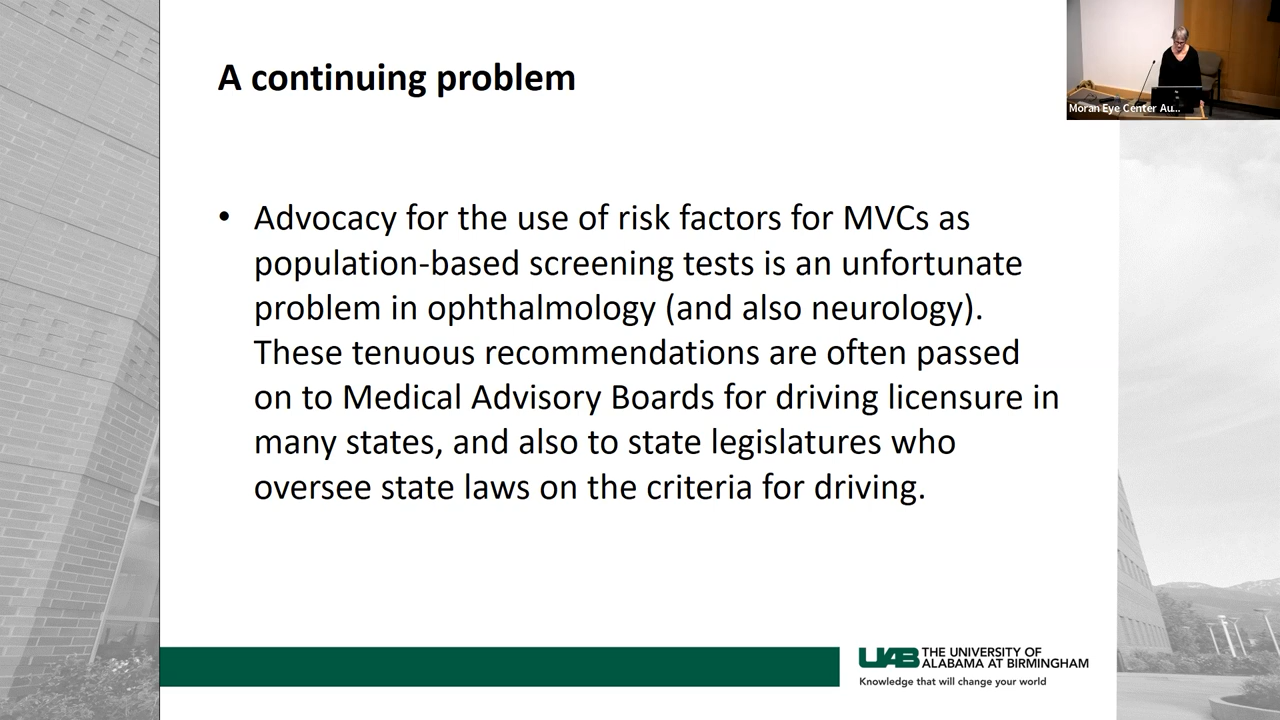 A continuing problem
Moran Eye Center Au...
• Advocacy for the use of risk factors for MVCs as
population-based screening tests is an unfortunate
problem in ophthalmology (and also neurology).
These tenuous recommendations are often passed
on to Medical Advisory Boards for driving licensure in
many states, and also to state legislatures who
oversee state laws on the criteria for driving.
UAB THE UNIVERSITY OF
ALABAMA AT BIRMINGHAM
Knowledge that will change your world